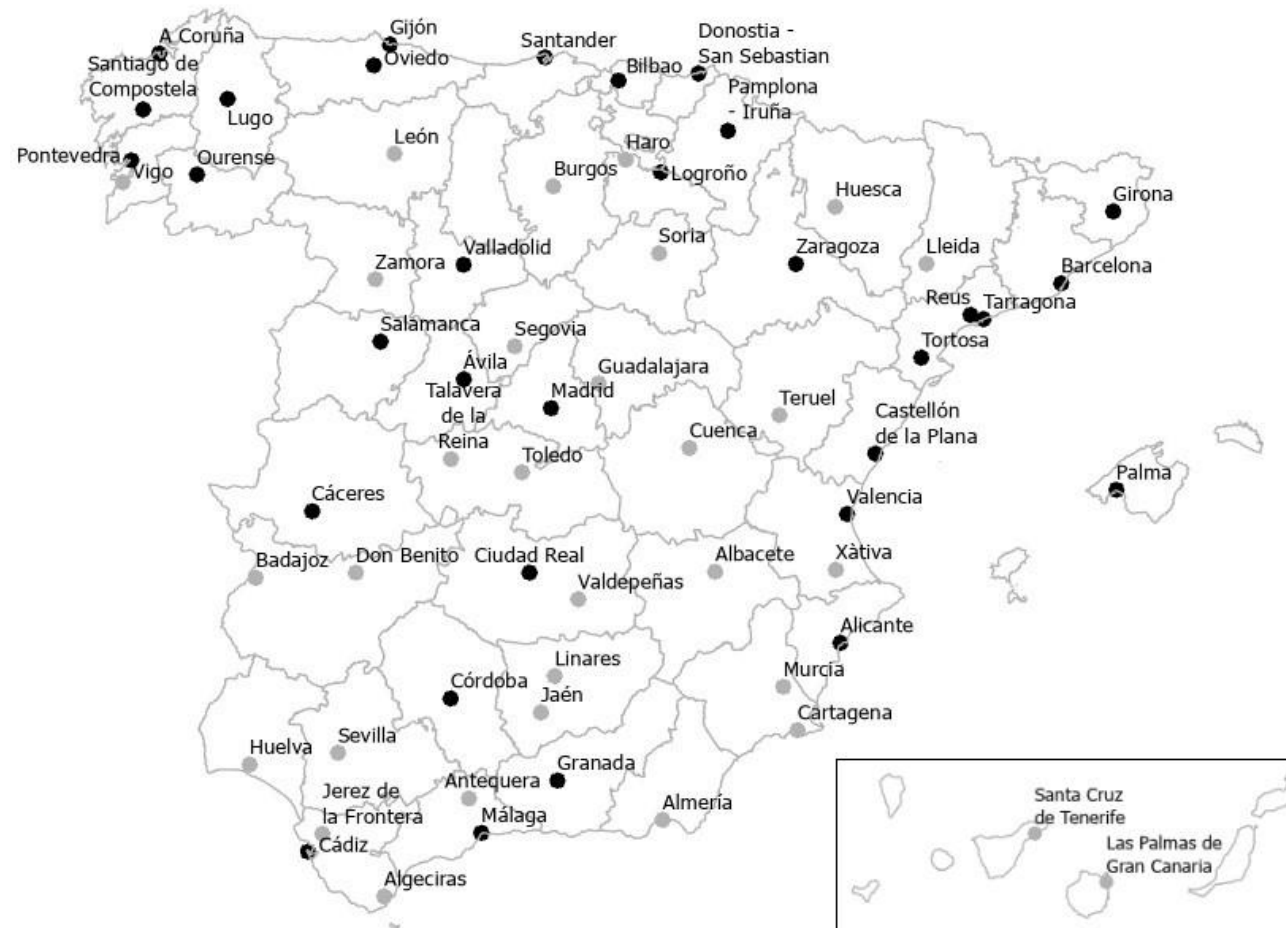 A Coruña
Gijón
Oviedo
Santander
Donostia -
San Sebastian
Bilbao
Santiago de
Compostela
Lugo
Pamplona
- Iruña
León
Haro
Pontevedra
Vigo
Ourense
Burgos
Logroño
Huesca
Girona
Soria
Zamora
Valladolid
Zaragoza
Lleida
Barcelona
Reus
Tarragona
Salamanca
Segovia
Tortosa
Ávila
Guadalajara
Talavera
de la
Reina
Madrid
Teruel
Castellón
de la Plana
Cuenca
Toledo
Palma
Cáceres
Valencia
Badajoz
Don Benito
Ciudad Real
Albacete
Xàtiva
Valdepeñas
Alicante
Linares
Murcia
Córdoba
Jaén
Cartagena
Huelva
Sevilla
Granada
Antequera
Jerez de
la Frontera
Málaga
Almería
Cádiz
Algeciras
Santa Cruz
de Tenerife
Las Palmas de
Gran Canaria